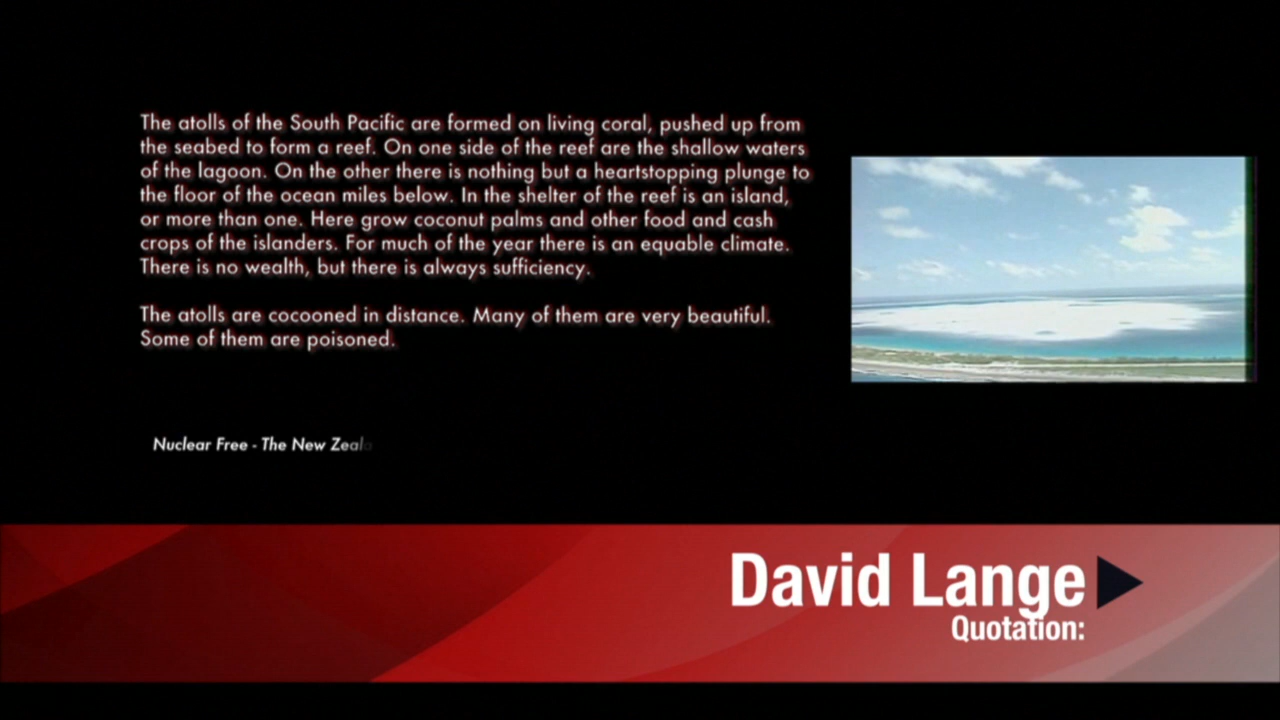 The atolls of the South Pacific are formed on living coral, pushed up from
the seabed to form a reef. On one side of the reef are the shallow waters
of the lagoon. On the other there is nothing but a heartstopping plunge to
the floor of the ocean miles below. In the shelter of the reef is an island,
or more than one. Here grow coconut palms and other food and cash
crops of the islanders. For much of the year there is an equable climate.
There is no wealth, but there is always sufficiency.
The atolls are cocooned in distance. Many of them are very beautiful.
Some of them are poisoned.
Nuclear Free - The New Zeala
David Lange
Quotation: